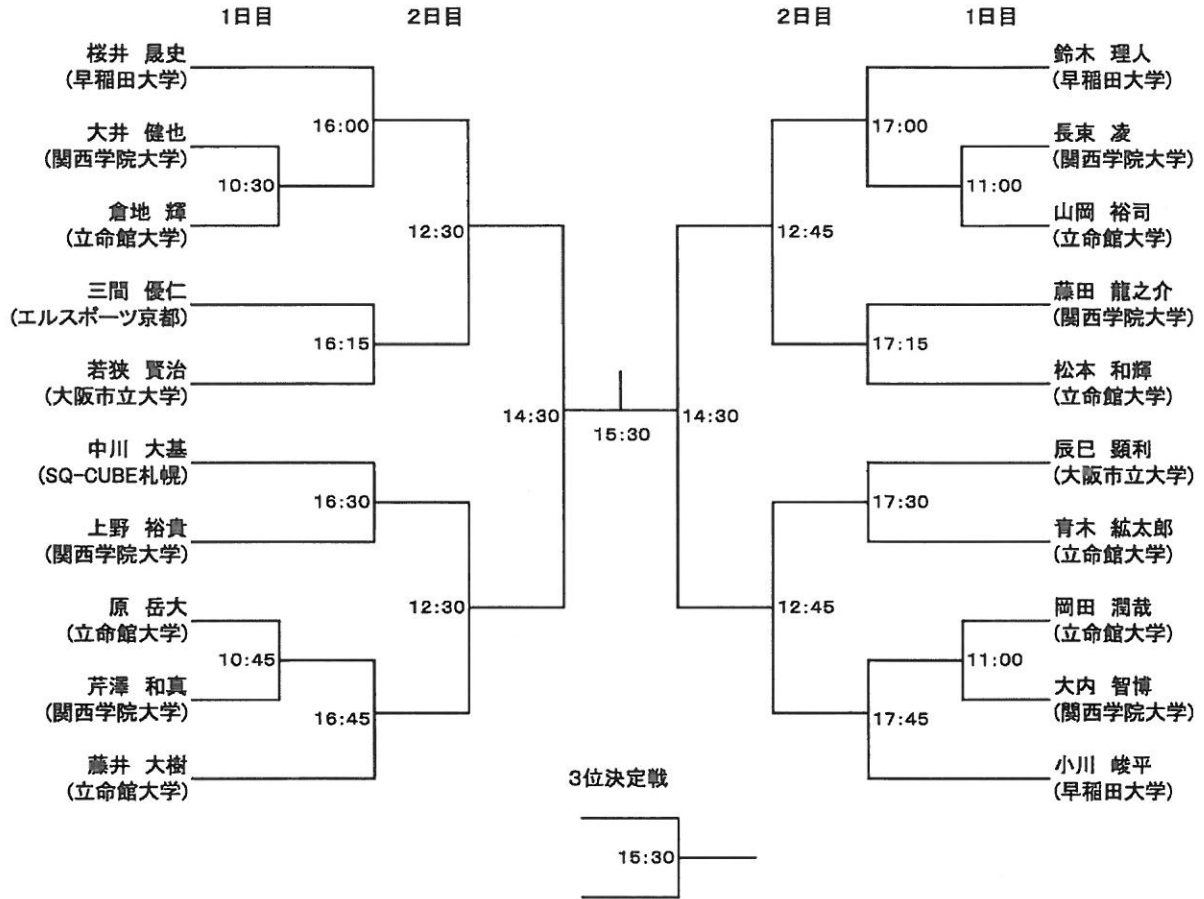 1日目
2日目
2日目
1日目
桜井 晟史
(早稲田大学)
大井 健也
(関西学院大学)
倉地 輝
(立命館大学)
三間 優仁
(エルスポーツ京都)
若狭 賢治
(大阪市立大学)
中川 大基
(SQ-CUBE札幌)
上野 裕貴
(関西学院大学)
原 岳大
(立命館大学)
芹澤 和真
(関西学院大学)
藤井 大樹
(立命館大学)
10:30
10:45
16:00
16:15
16:30
16:45
12:30
12:30
14:30
15:30
14:30
12:45
12:45
17:00
17:15
17:30
17:45
11:00
11:00
鈴木 理人
(早稲田大学)
長東 凌
(関西学院大学)
山岡 裕司
(立命館大学)
藤田 龍之介
(関西学院大学)
松本 和輝
(立命館大学)
辰巳 顕利
(大阪市立大学)
青木 紘太郎
(立命館大学)
岡田 潤哉
(立命館大学)
大内 智博
(関西学院大学)
小川 峻平
(早稲田大学)
3位決定戦
15:30